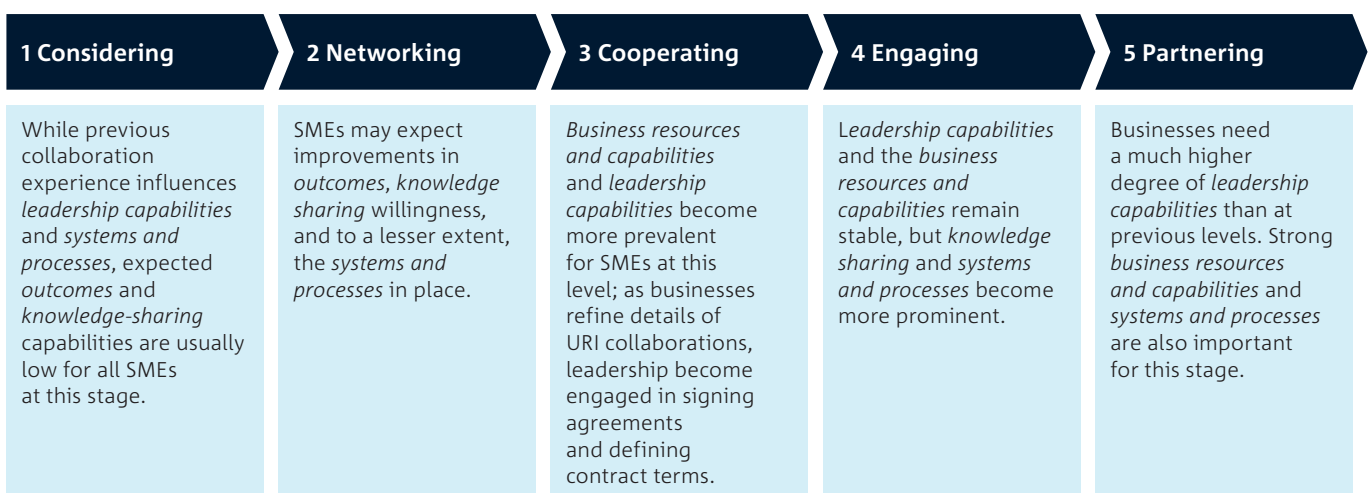 1 Considering
While previous
collaboration
experience influences
leadership capabilities
and systems and
processes, expected
outcomes and
knowledge-sharing
capabilities are usually
low for all SMEs
at this stage.
2 Networking
SMEs may expect
improvements in
outcomes, knowledge
sharing willingness,
and to a lesser extent,
the systems and
processes in place.
3 Cooperating
Business resources
and capabilities
and leadership
capabilities become
more prevalent
for SMEs at this
level; as businesses
refine details of
URI collaborations,
leadership become
engaged in signing
agreements
and defining
contract terms.
4 Engaging
Leadership capabilities
and the business
resources and
capabilities remain
stable, but knowledge
sharing and systems
and processes become
more prominent.
5 Partnering
Businesses need
a much higher
degree of leadership
capabilities than at
previous levels. Strong
business resources
and capabilities and
systems and processes
are also important
for this stage.